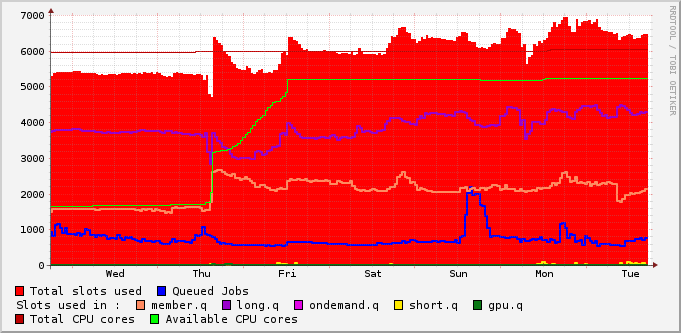 7000
6000
5000
4000
3000
2000
1000
0
Wed Thu Fri Sat Sun Mon Tue
RRDTOOL / TOBI OETIKER
Total slots used Queued Jobs
Slots used in : member.q long.q ondemand.q short.q gpu.q
Total CPU cores Available CPU cores